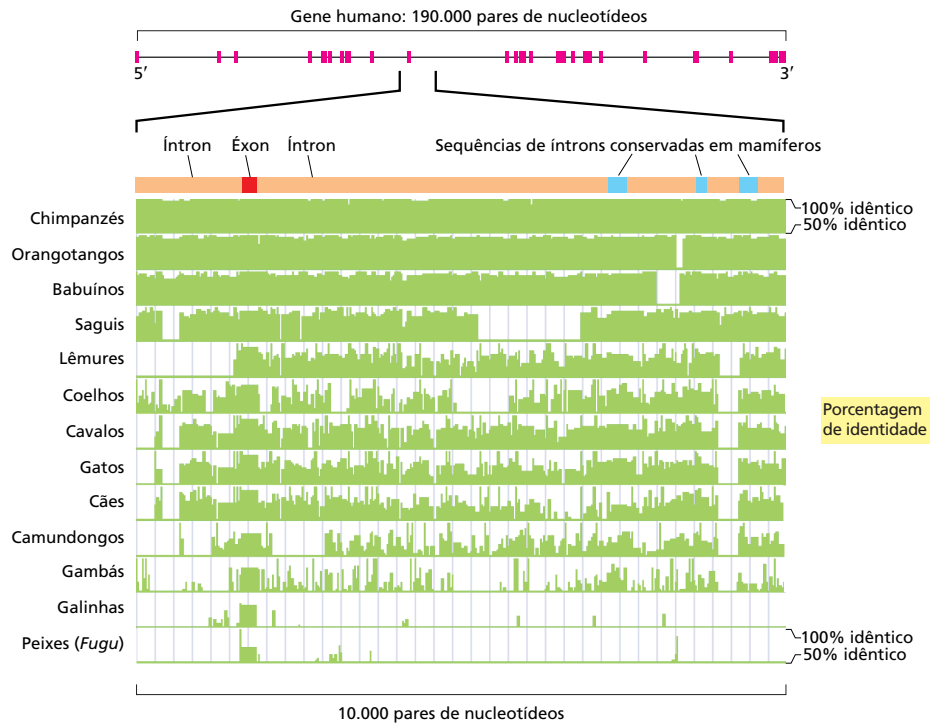 Gene humano: 190.000 pares de nucleotídeos
5′
3′
Íntron
Éxon
Íntron
Sequências de íntrons conservadas em mamíferos
Chimpanzés
100% idêntico
50% idêntico
Orangotangos
Babuínos
Saguis
Lêmures
Coelhos
Cavalos
Gatos
Cães
Camundongos
Gambás
Galinhas
Peixes (Fugu)
100% idêntico
50% idêntico
Porcentagem
de identidade
10.000 pares de nucleotídeos